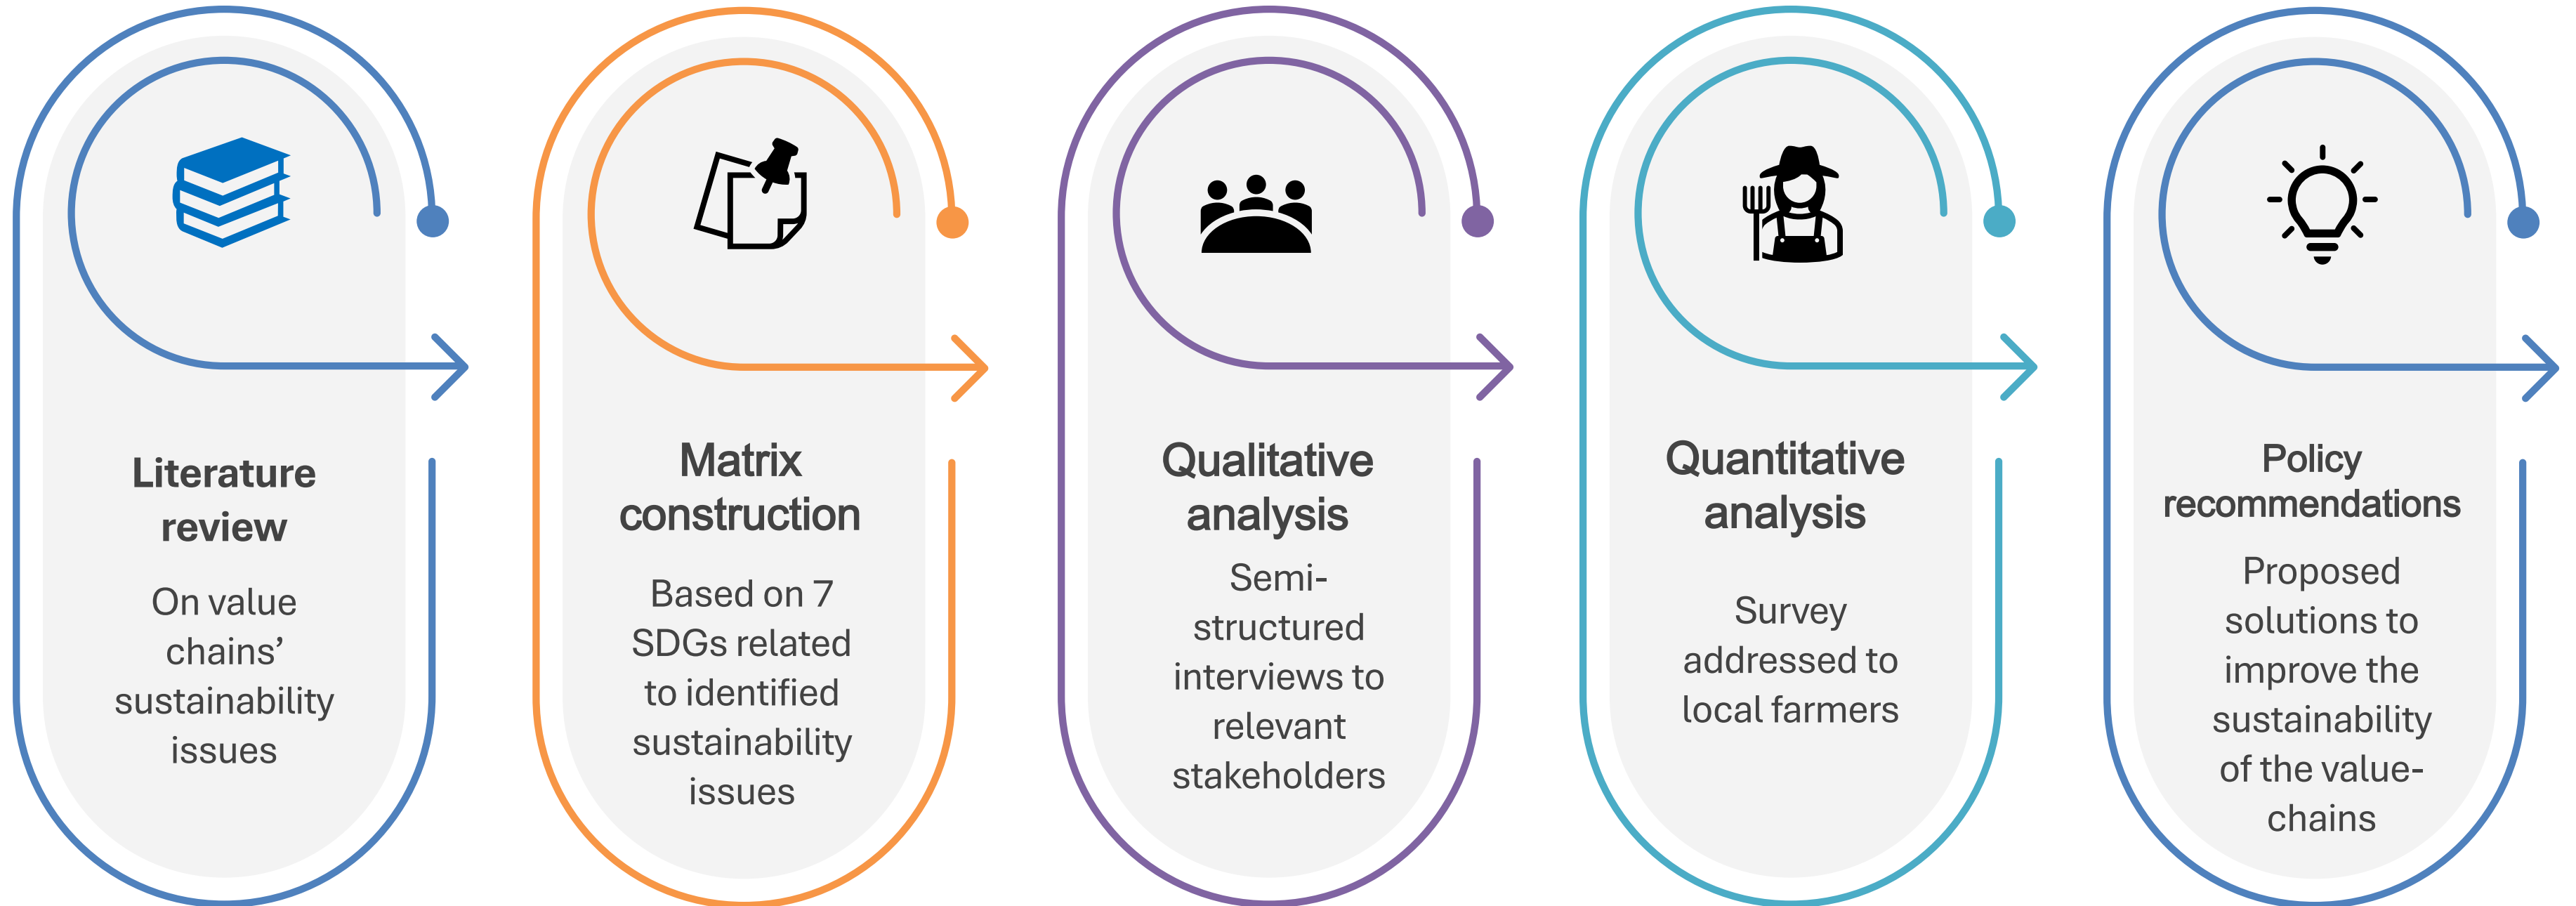 Literature
review
On value
chains’
sustainability
issues
Matrix
construction
Based on 7
SDGs related
to identified
sustainability
issues
Qualitative
analysis
Semi-
structured
interviews to
relevant
stakeholders
Quantitative
analysis
Survey
addressed to
local farmers
Policy
recommendations
Proposed
solutions to
improve the
sustainability
of the value-
chains